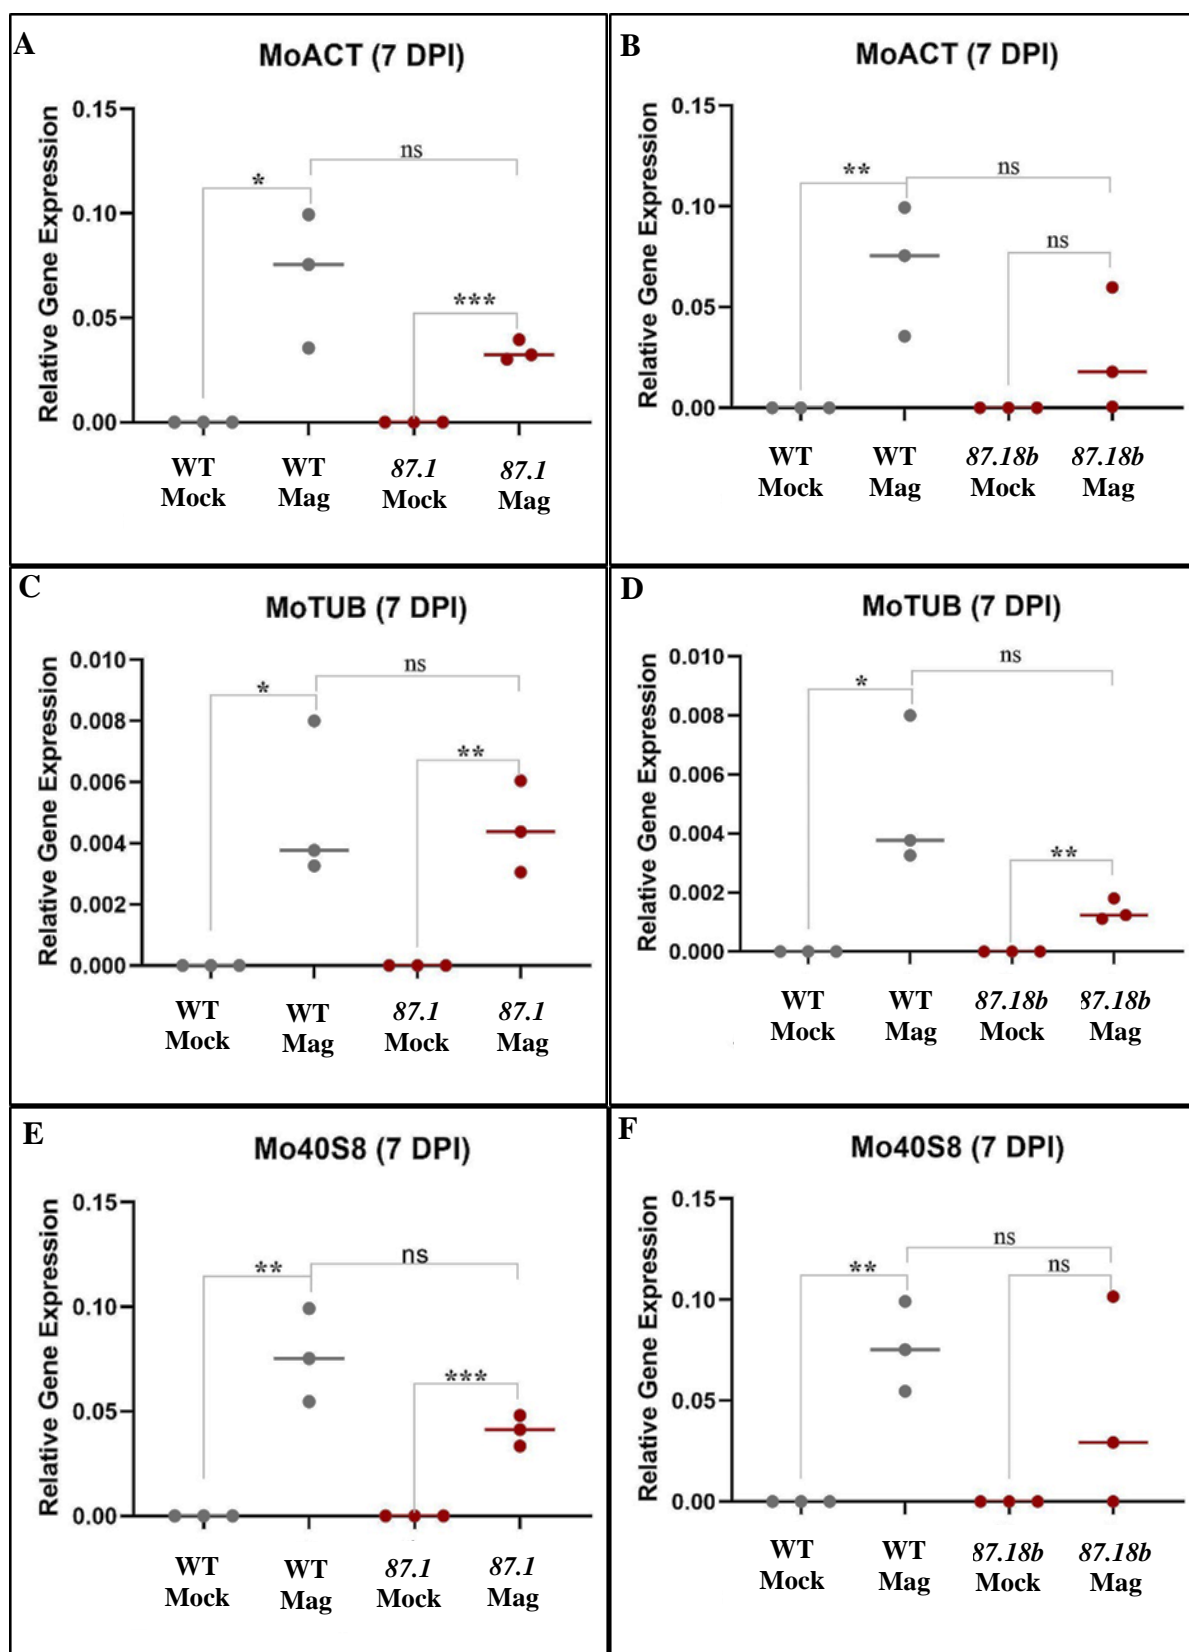 A
MoACT (7 DPI)
Relative Gene Expression
0.15
0.10
0.05
0.00
*
ns
***
WT Mock
WT Mag
87.1 Mock
87.1 Mag
B
MoACT (7 DPI)
Relative Gene Expression
0.15
0.10
0.05
0.00
**
ns
ns
WT Mock
WT Mag
87.18b Mock
87.18b Mag
C
MoTUB (7 DPI)
Relative Gene Expression
0.010
0.008
0.006
0.004
0.002
0.000
*
ns
**
WT Mock
WT Mag
87.1 Mock
87.1 Mag
D
MoTUB (7 DPI)
Relative Gene Expression
0.010
0.008
0.006
0.004
0.002
0.000
*
ns
**
WT Mock
WT Mag
87.18b Mock
87.18b Mag
E
Mo40S8 (7 DPI)
Relative Gene Expression
0.15
0.10
0.05
0.00
**
ns
***
WT Mock
WT Mag
87.1 Mock
87.1 Mag
F
Mo40S8 (7 DPI)
Relative Gene Expression
0.15
0.10
0.05
0.00
**
ns
ns
WT Mock
WT Mag
87.18b Mock
87.18b Mag